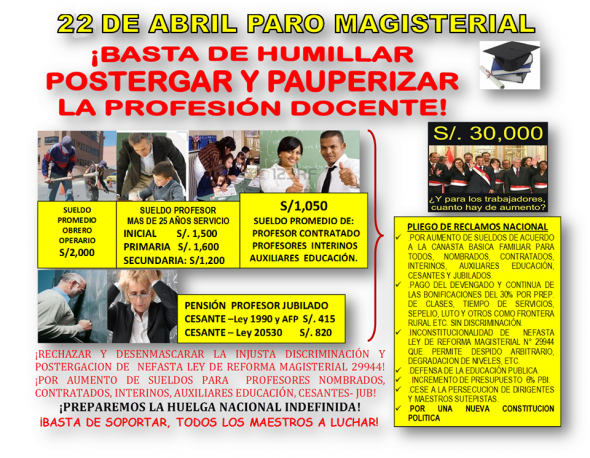 22 DE ABRIL PARO MAGISTERIAL
¡BASTA DE HUMILLAR
POSTERGAR Y PAUPERIZAR
LA PROFESIÓN DOCENTE!
SUELDO
PROMEDIO
OBRERO
OPERARIO
S/2,000
SUELDO PROFESOR
MAS DE 25 AÑOS SERVICIO
INICIAL S/. 1,500
PRIMARIA S/. 1,600
SECUNDARIA: S/1,200
S/1,050
SUELDO PROMEDIO DE:
PROFESOR CONTRATADO
PROFESORES INTERINOS
AUXILIARES EDUCACIÓN.
PENSIÓN PROFESOR JUBILADO
CESANTE –Ley 1990 y AFP S/. 415
CESANTE – Ley 20530 S/. 820
S/. 30,000
¿Y para los trabajadores,
cuanto hay de aumento?
PLIEGO DE RECLAMOS NACIONAL
✓ .POR AUMENTO DE SUELDOS DE ACUERDO
A LA CANASTA BASICA FAMILIAR PARA
TODOS, NOMBRADOS, CONTRATADOS,
INTERINOS, AUXILIARES EDUCACIÓN,
CESANTES Y JUBILADOS.
✓ .PAGO DEL DEVENGADO Y CONTINUA DE
LAS BONIFICACIONES DEL 30% POR PREP.
DE CLASES, TIEMPO DE SERVICIOS,
SEPELIO, LUTO Y OTROS COMO FRONTERA
RURAL ETC. SIN DISCRIMINACIÓN.
✓ INCONSTITUCIONALIDAD DE NEFASTA
LEY DE REFORMA MAGISTERIAL N° 29944
QUE PERMITE DESPIDO ARBITRARIO,
DEGRADACION DE NIVELES, ETC.
✓ .DEFENSA DE LA EDUCACIÓN PUBLICA.
✓ . INCREMENTO DE PRESUPUESTO 6% PBI.
✓ .CESE A LA PERSECUCIÓN DE DIRIGENTES
Y MAESTROS SUTEPISTAS.
✓ POR UNA NUEVA CONSTITUCION
POLÍTICA
¡RECHAZAR Y DESENMASCARAR LA INJUSTA DISCRIMINACIÓN Y
POSTERGACION DE NEFASTA LEY DE REFORMA MAGISTERIAL 29944!
¡POR AUMENTO DE SUELDOS PARA PROFESORES NOMBRADOS,
CONTRATADOS, INTERINOS, AUXILIARES EDUCACIÓN, CESANTES- JUB!
¡PREPAREMOS LA HUELGA NACIONAL INDEFINIDA!
¡BASTA DE SOPORTAR, TODOS LOS MAESTROS A LUCHAR!